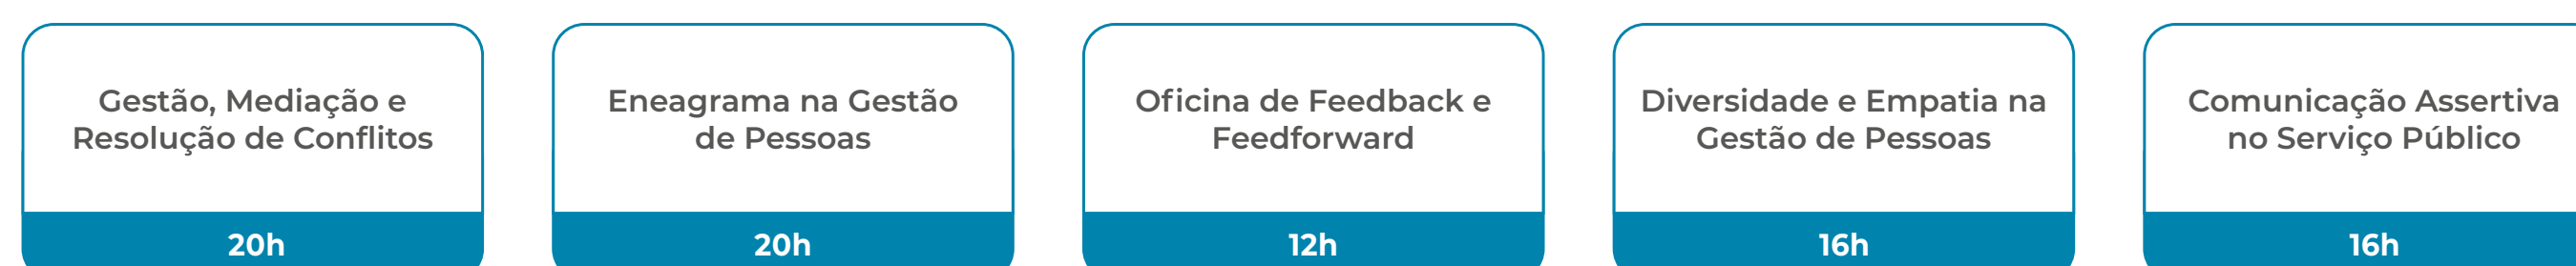 Gestão, Mediação e
Resolução de Conflitos
20h
Eneagrama na Gestão
de Pessoas
20h
Oficina de Feedback e
Feedforward
12h
Diversidade e Empatia na
Gestão de Pessoas
16h
Comunicação Assertiva
no Serviço Público
16h